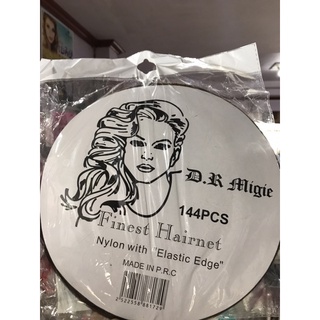 D.R Migie
144PCS
Finest Hairnet
Nylon with "Elastic Edge"
MADE IN P.R.C